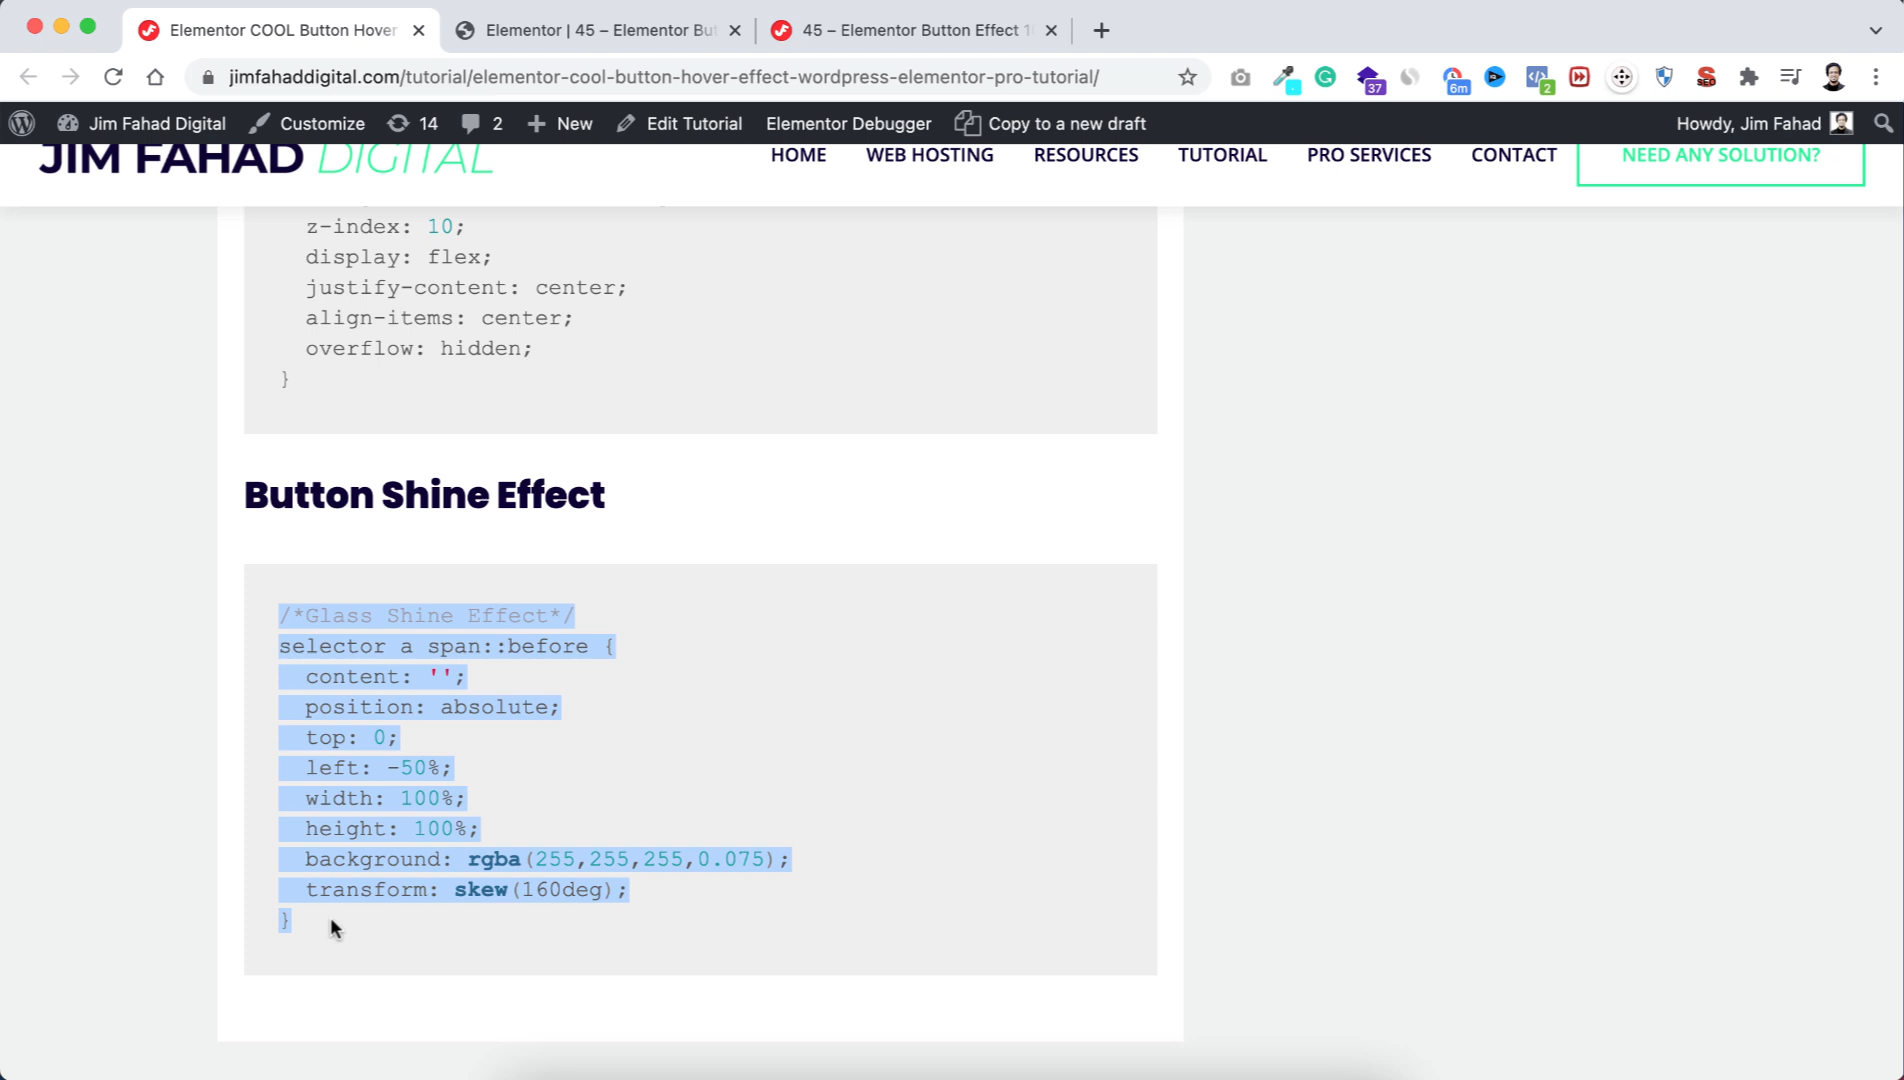 Elementor COOL Button Hover
Elementor | 45 – Elementor But
45 – Elementor Button Effect 1
jimfahaddigital.com/tutorial/elementor-cool-button-hover-effect-wordpress-elementor-pro-tutorial/
37
6m
2
SEO
Jim Fahad Digital
Customize
14
2
New
Edit Tutorial
Elementor Debugger
Copy to a new draft
Howdy, Jim Fahad
JIM FAHAD DIGITAL
HOME
WEB HOSTING
RESOURCES
TUTORIAL
PRO SERVICES
CONTACT
NEED ANY SOLUTION?
z-index: 10;
display: flex;
justify-content: center;
align-items: center;
overflow: hidden;
}
Button Shine Effect
/*Glass Shine Effect*/
selector a span::before {
content: '';
position: absolute;
top: 0;
left: -50%;
width: 100%;
height: 100%;
background: rgba(255,255,255,0.075);
transform: skew(160deg);
}